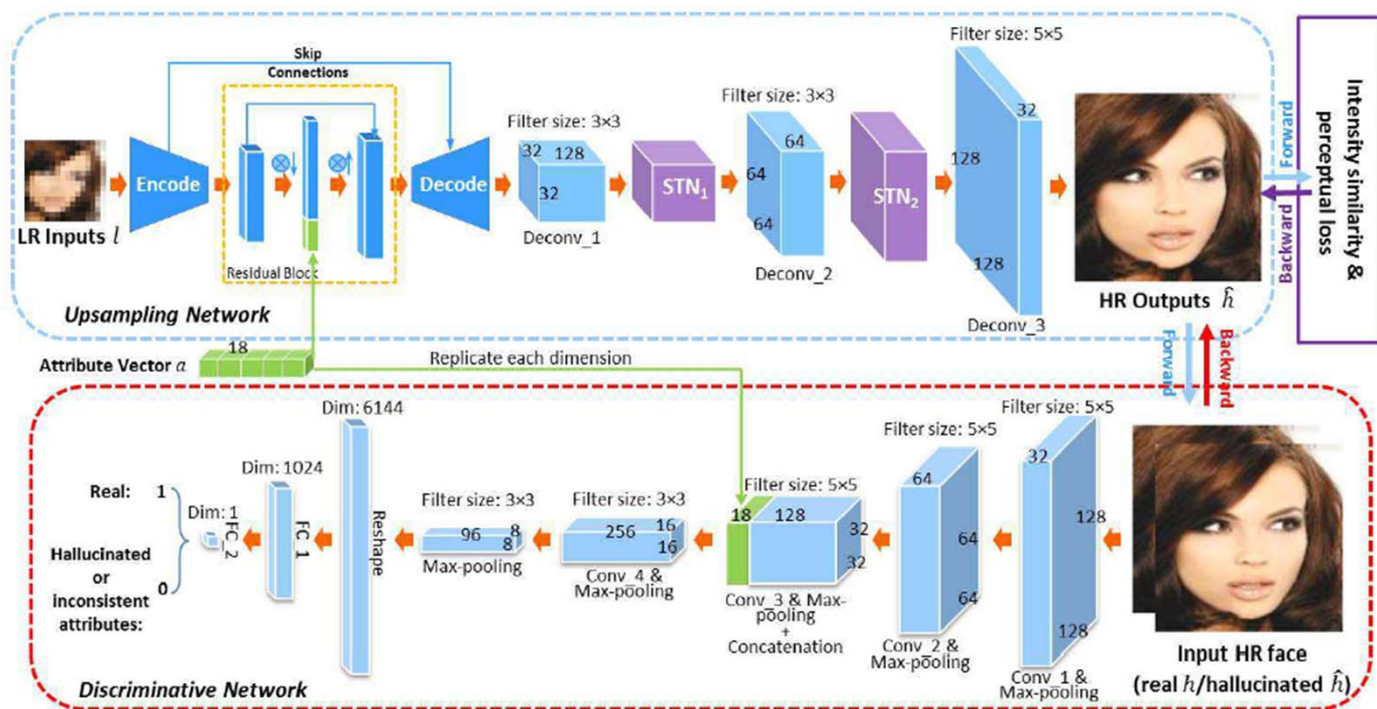 Skip
Connections
Encode
Decode
LR Inputs l
Residual Block
Filter size: 3×3
32
128
32
Deconv_1
STN1
Filter size: 3×3
64
64
64
Deconv_2
STN2
Filter size: 5×5
32
128
128
Deconv_3
HR Outputs ĥ
Forward
Backward
Intensity similarity &
perceptual loss
Upsampling Network
Forward
Backward
Attribute Vector a
18
Replicate each dimension
Real:
1
Hallucinated
or
inconsistent
attributes:
0
Dim: 1
FC_2
Dim: 1024
FC_1
Dim: 6144
Reshape
Filter size: 3×3
96
8
8
Max-pooling
Filter size: 3×3
256
16
16
Conv_4 &
Max-pooling
Filter size: 5×5
18
128
32
32
Conv_3 & Max-
pooling
+
Concatenation
Filter size: 5×5
64
64
64
Conv_2 &
Max-pooling
Filter size: 5×5
32
128
128
Conv_1 &
Max-pooling
Input HR face
(real h/hallucinated ĥ)
Discriminative Network